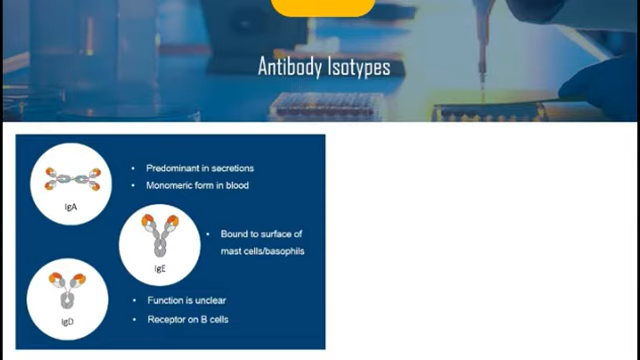 Antibody Isotypes
• Predominant in secretions
• Monomeric form in blood
IgA
• Bound to surface of
mast cells/basophils
IgE
• Function is unclear
• Receptor on B cells
IgD